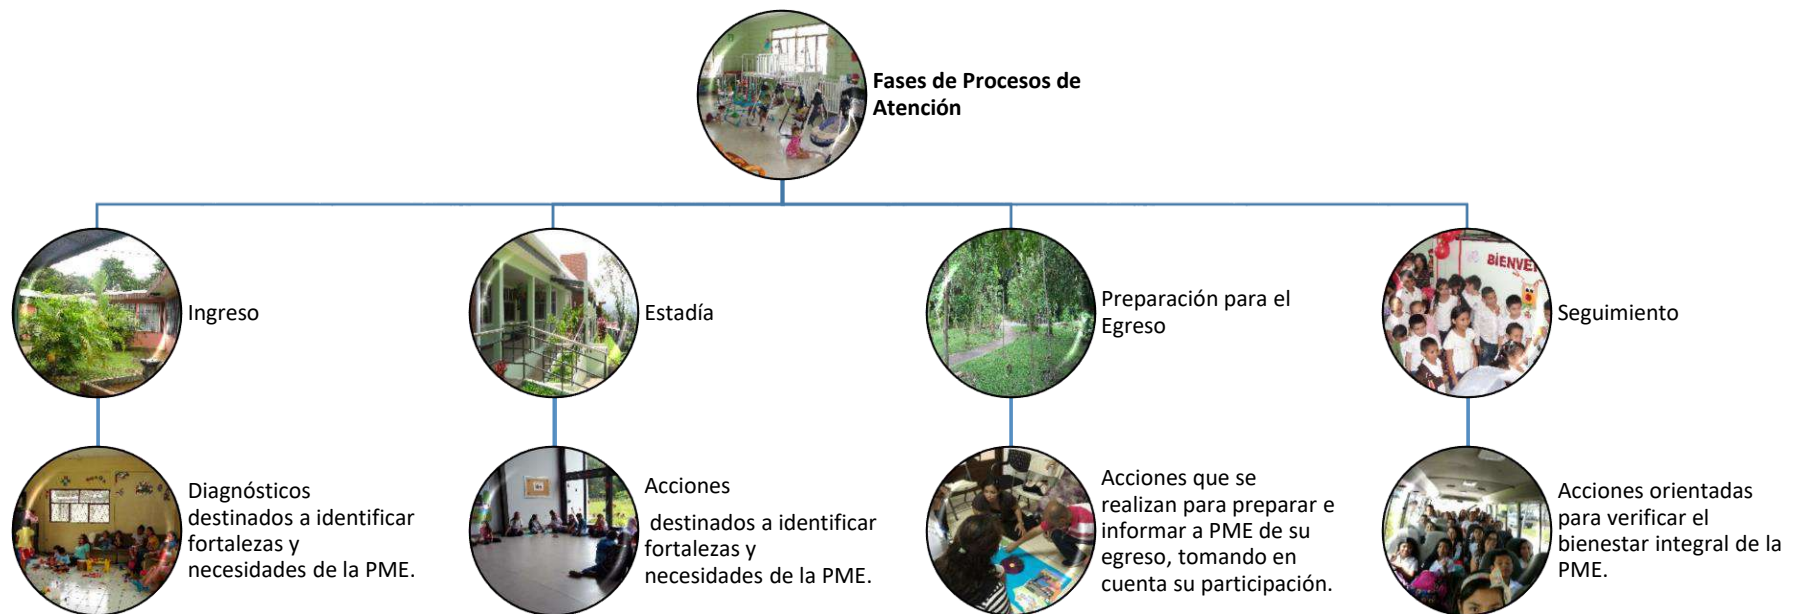 Fases de Procesos de
Atención
BIENVE
Ingreso
Estadía
Preparación para el
Egreso
Seguimiento
Diagnósticos
destinados a identificar
fortalezas y
necesidades de la PME.
Acciones
destinados a identificar
fortalezas y
necesidades de la PME.
Acciones que se
realizan para preparar e
informar a PME de su
egreso, tomando en
cuenta su participación.
Acciones orientadas
para verificar el
bienestar integral de la
PME.